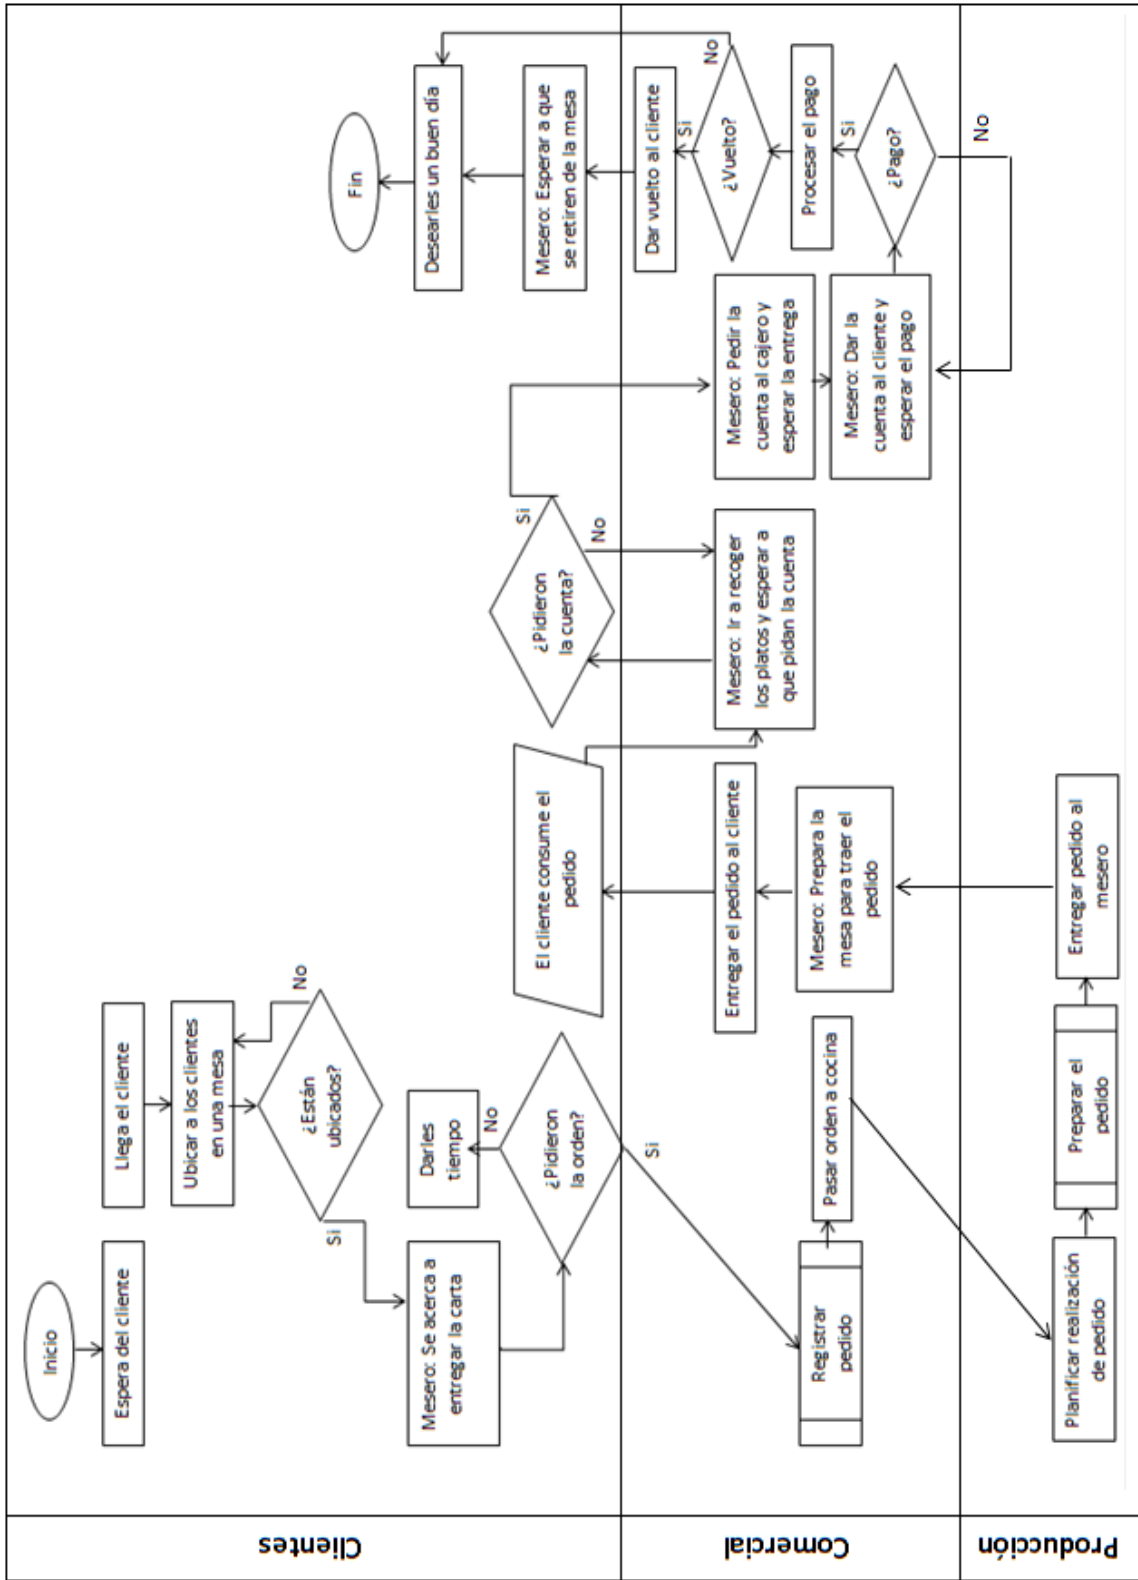 Clientes
Inicio
Espera del cliente
Llega el cliente
Ubicar a los clientes
en una mesa
¿Están
ubicados?
No
Si
Mesero: Se acerca a
entregar la carta
Darles
tiempo
No
¿Pidieron
la orden?
Si
El cliente consume el
pedido
¿Pidieron
la cuenta?
Si
No
Fin
Desearles un buen día
Mesero: Esperar a que
se retiren de la mesa
Comercial
Registrar
pedido
Pasar orden a cocina
Entregar el pedido al cliente
Mesero: Prepara la
mesa para traer el
pedido
Mesero: Ir a recoger
los platos y esperar a
que pidan la cuenta
Mesero: Pedir la
cuenta al cajero y
esperar la entrega
Mesero: Dar la
cuenta al cliente y
esperar el pago
Dar vuelto al cliente
Si
No
¿Vuelto?
Procesar el pago
Si
¿Pago?
No
Producción
Planificar realización
de pedido
Preparar el
pedido
Entregar pedido al
mesero